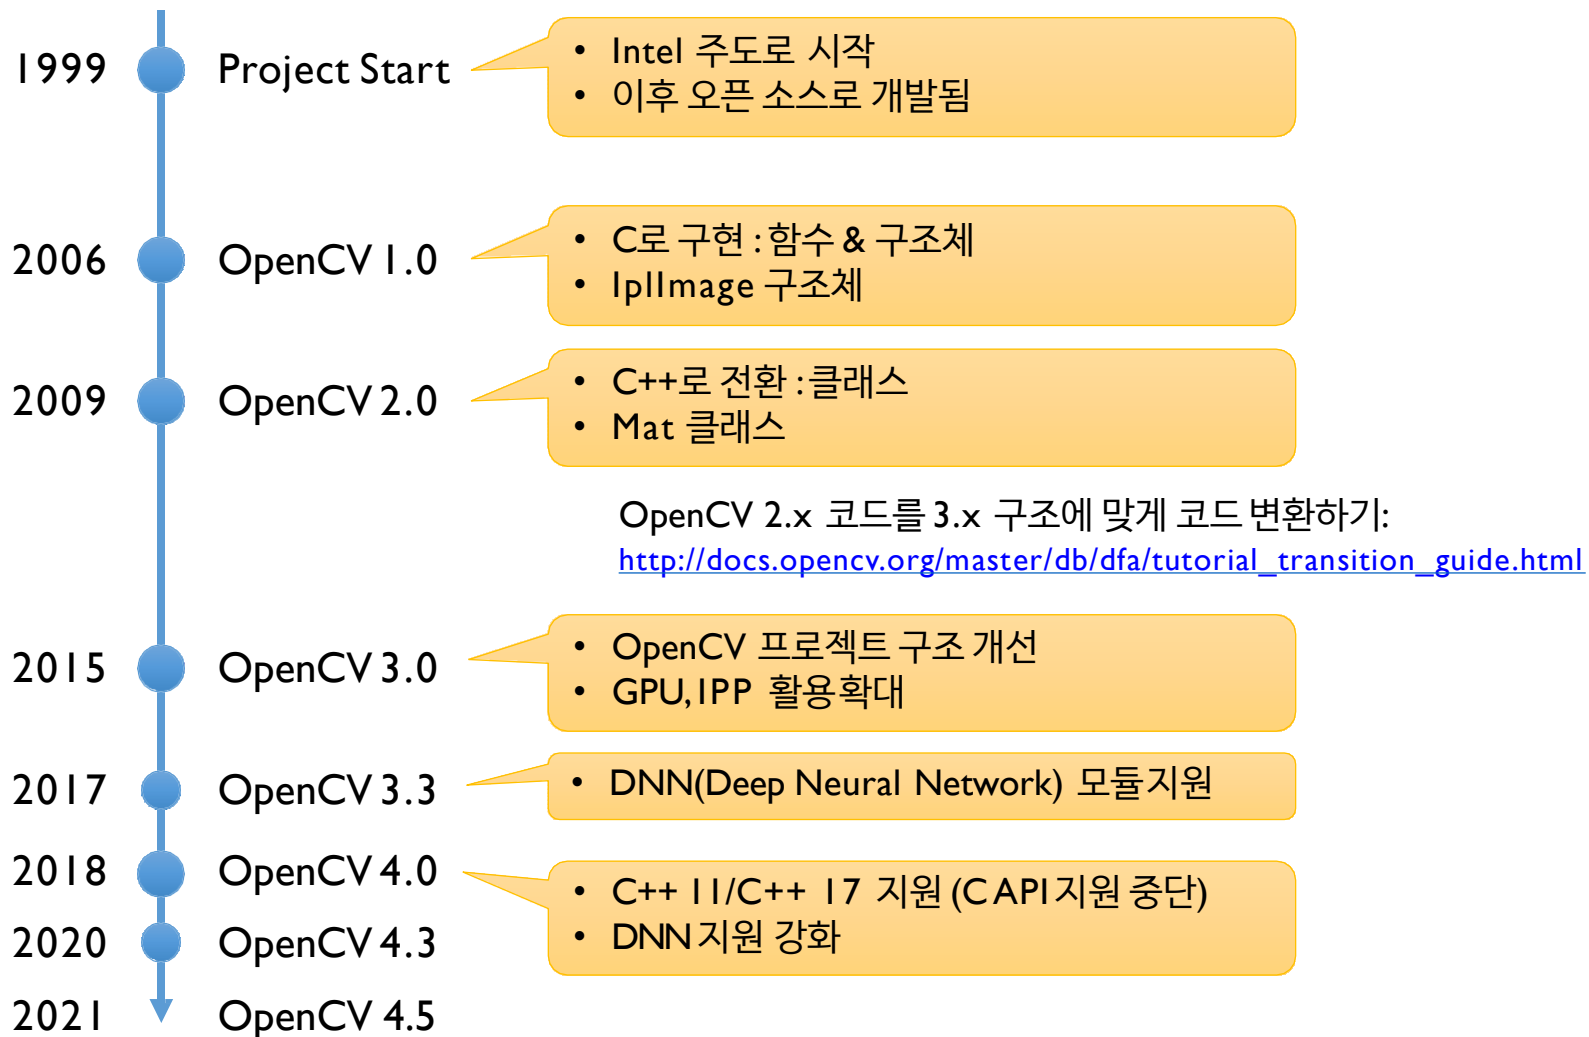 1999 Project Start
• Intel 주도로 시작
• 이후 오픈 소스로 개발됨
2006 OpenCV 1.0
• C로 구현 : 함수 & 구조체
• IplImage 구조체
2009 OpenCV 2.0
• C++로 전환 : 클래스
• Mat 클래스
OpenCV 2.x 코드를 3.x 구조에 맞게 코드 변환하기:
http://docs.opencv.org/master/db/dfa/tutorial_transition_guide.html
2015 OpenCV 3.0
• OpenCV 프로젝트 구조 개선
• GPU, IPP 활용확대
2017 OpenCV 3.3
• DNN(Deep Neural Network) 모듈지원
2018 OpenCV 4.0
• C++ 11/C++ 17 지원 (C API 지원 중단)
• DNN 지원 강화
2020 OpenCV 4.3
2021 OpenCV 4.5